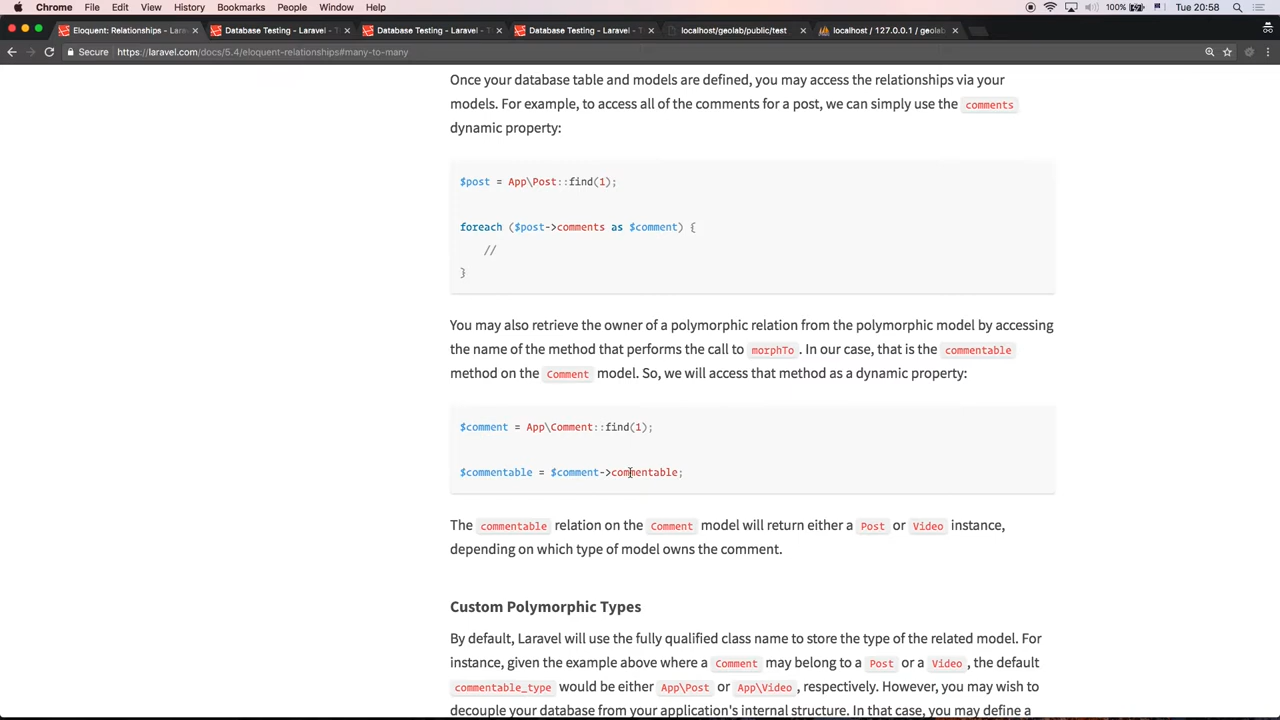 Chrome File Edit View History Bookmarks People Window Help 100% Tue 20:58
Eloquent: Relationships - Lara × Database Testing - Laravel - T × Database Testing - Laravel - T × Database Testing - Laravel - T × localhost/geolab/public/test × localhost / 127.0.0.1 / geolab ×
Secure https://laravel.com/docs/5.4/eloquent-relationships#many-to-many
Once your database table and models are defined, you may access the relationships via your
models. For example, to access all of the comments for a post, we can simply use the comments
dynamic property:
$post = App\Post::find(1);
foreach ($post->comments as $comment) {
//
}
You may also retrieve the owner of a polymorphic relation from the polymorphic model by accessing
the name of the method that performs the call to morphTo . In our case, that is the commentable
method on the Comment model. So, we will access that method as a dynamic property:
$comment = App\Comment::find(1);
$commentable = $comment->commentable;
The commentable relation on the Comment model will return either a Post or Video instance,
depending on which type of model owns the comment.
Custom Polymorphic Types
By default, Laravel will use the fully qualified class name to store the type of the related model. For
instance, given the example above where a Comment may belong to a Post or a Video , the default
commentable_type would be either App\Post or App\Video , respectively. However, you may wish to
decouple your database from your application's internal structure. In that case, you may define a